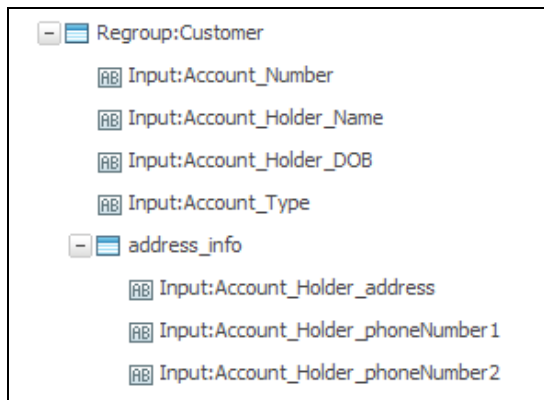 Regroup:Customer
Input:Account_Number
Input:Account_Holder_Name
Input:Account_Holder_DOB
Input:Account_Type
address_info
Input:Account_Holder_address
Input:Account_Holder_phoneNumber1
Input:Account_Holder_phoneNumber2